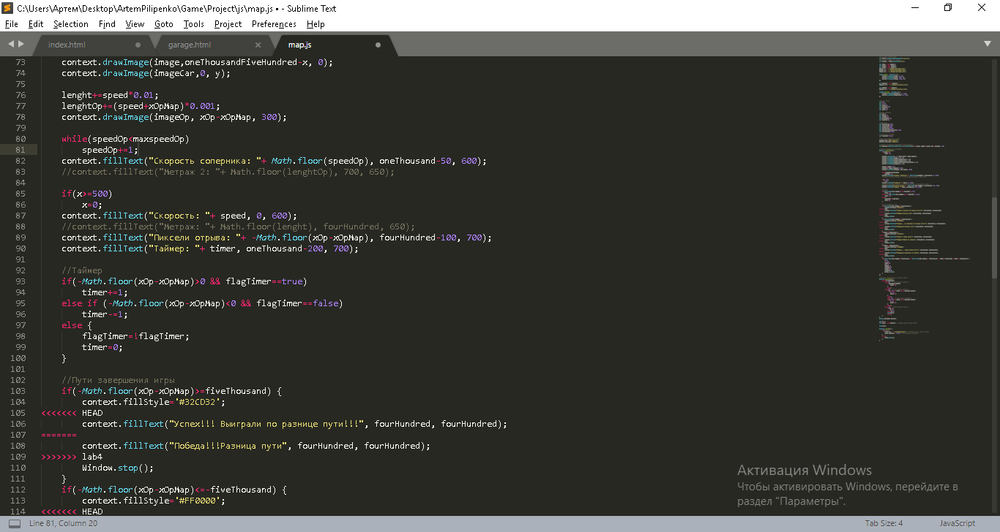 C:\Users\Артем\Desktop\ArtemPilipenko\Game\Project\js\map.js • - Sublime Text
File Edit Selection Find View Goto Tools Project Preferences Help
index.html garage.html map.js
73 context.drawImage(image,oneThousandFiveHundred-x, 0);
74 context.drawImage(imageCar,0, y);
75
76 lenght+=speed*0.01;
77 lenghtOp+=(speed+xOpMap)*0.001;
78 context.drawImage(imageOp, xOp-xOpMap, 300);
79
80 while(speedOp<maxspeedOp)
81 speedOp+=1;
82 context.fillText("Скорость соперника: "+ Math.floor(speedOp), oneThousand-50, 600);
83 //context.fillText("Метраж 2: "+ Math.floor(lenghtOp), 700, 650);
84
85 if(x>=500)
86 x=0;
87 context.fillText("Скорость: "+ speed, 0, 600);
88 //context.fillText("Метраж: "+ Math.floor(lenght), fourHundred, 650);
89 context.fillText("Пиксели отрыва: "+ -Math.floor(xOp-xOpMap), fourHundred-100, 700);
90 context.fillText("Таймер: "+ timer, oneThousand-200, 700);
91
92 //Таймер
93 if(-Math.floor(xOp-xOpMap)>0 && flagTimer==true)
94 timer+=1;
95 else if (-Math.floor(xOp-xOpMap)<0 && flagTimer==false)
96 timer-=1;
97 else {
98 flagTimer=!flagTimer;
99 timer=0;
100 }
101
102 //Пути завершения игры
103 if(-Math.floor(xOp-xOpMap)>=fiveThousand) {
104 context.fillStyle='#32CD32';
105 <<<<<<< HEAD
106 context.fillText("Успех!!! Выиграли по разнице пути!!!", fourHundred, fourHundred);
107 =======
108 context.fillText("Победа!!!Разница пути", fourHundred, fourHundred);
109 >>>>>>> lab4
110 Window.stop();
111 }
112 if(-Math.floor(xOp-xOpMap)<=-fiveThousand) {
113 context.fillStyle='#FF0000';
114 <<<<<<< HEAD
Активация Windows
Чтобы активировать Windows, перейдите в
раздел "Параметры".
Line 81, Column 20 Tab Size: 4 JavaScript